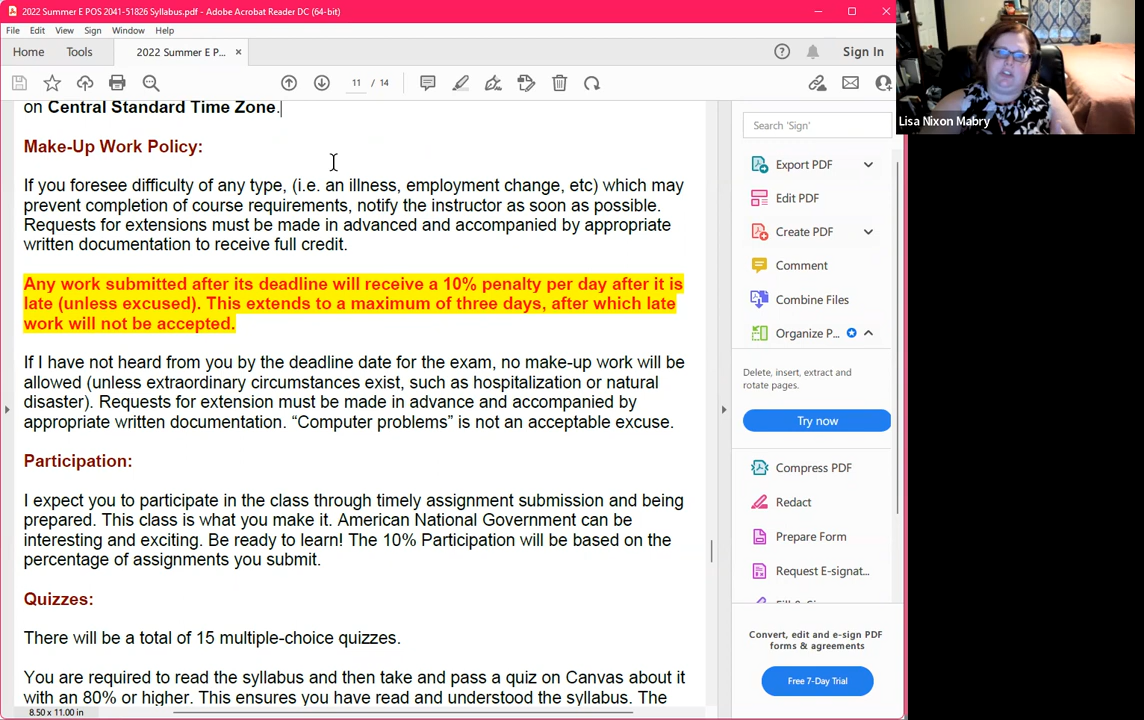 2022 Summer E POS 2041-51826 Syllabus.pdf - Adobe Acrobat Reader DC (64-bit)
File Edit View Sign Window Help
Home Tools 2022 Summer E P... × Sign In
11 / 14
on Central Standard Time Zone.
Make-Up Work Policy:
If you foresee difficulty of any type, (i.e. an illness, employment change, etc) which may
prevent completion of course requirements, notify the instructor as soon as possible.
Requests for extensions must be made in advanced and accompanied by appropriate
written documentation to receive full credit.
Any work submitted after its deadline will receive a 10% penalty per day after it is
late (unless excused). This extends to a maximum of three days, after which late
work will not be accepted.
If I have not heard from you by the deadline date for the exam, no make-up work will be
allowed (unless extraordinary circumstances exist, such as hospitalization or natural
disaster). Requests for extension must be made in advance and accompanied by
appropriate written documentation. “Computer problems” is not an acceptable excuse.
Participation:
I expect you to participate in the class through timely assignment submission and being
prepared. This class is what you make it. American National Government can be
interesting and exciting. Be ready to learn! The 10% Participation will be based on the
percentage of assignments you submit.
Quizzes:
There will be a total of 15 multiple-choice quizzes.
You are required to read the syllabus and then take and pass a quiz on Canvas about it
with an 80% or higher. This ensures you have read and understood the syllabus. The
8.50 x 11.00 in
Search 'Sign'
Export PDF
Edit PDF
Create PDF
Comment
Combine Files
Organize P...
Delete, insert, extract and
rotate pages.
Try now
Compress PDF
Redact
Prepare Form
Request E-signat...
Convert, edit and e-sign PDF
forms & agreements
Free 7-Day Trial
Lisa Nixon Mabry